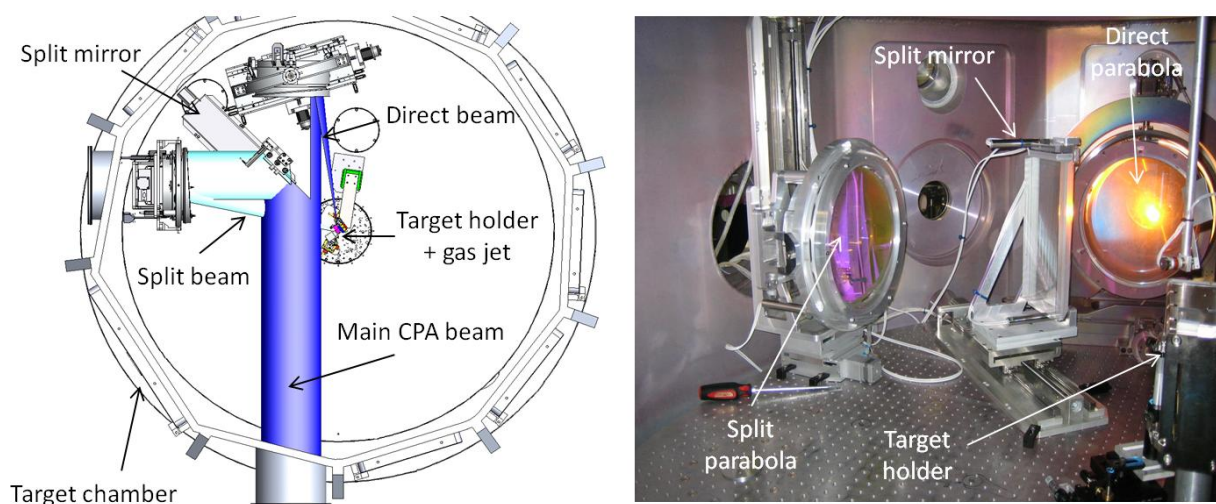 Split mirror
Direct beam
Target holder
+ gas jet
Split beam
Main CPA beam
Target chamber
Split mirror
Direct
parabola
Split
parabola
Target
holder